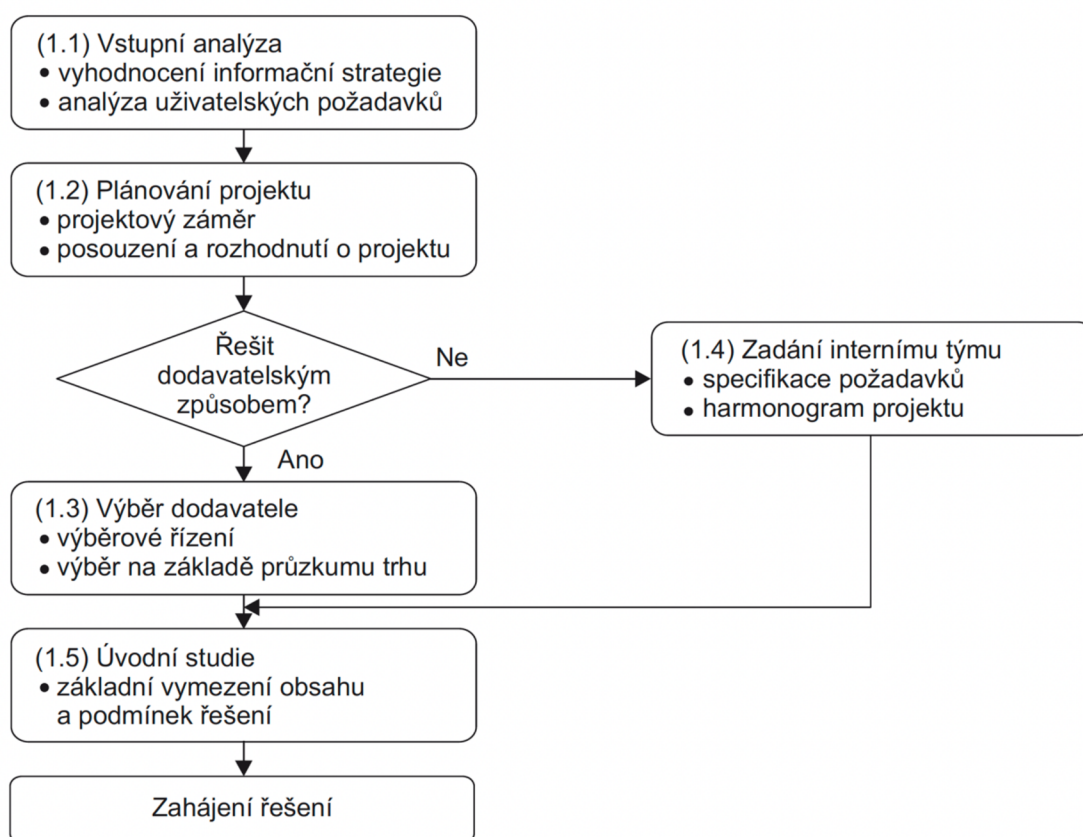 (1.1) Vstupní analýza
• vyhodnocení informační strategie
• analýza uživatelských požadavků
(1.2) Plánování projektu
• projektový záměr
• posouzení a rozhodnutí o projektu
Řešit
dodavatelským
způsobem?
Ne
(1.4) Zadání internímu týmu
• specifikace požadavků
• harmonogram projektu
Ano
(1.3) Výběr dodavatele
• výběrové řízení
• výběr na základě průzkumu trhu
(1.5) Úvodní studie
• základní vymezení obsahu
a podmínek řešení
Zahájení řešení